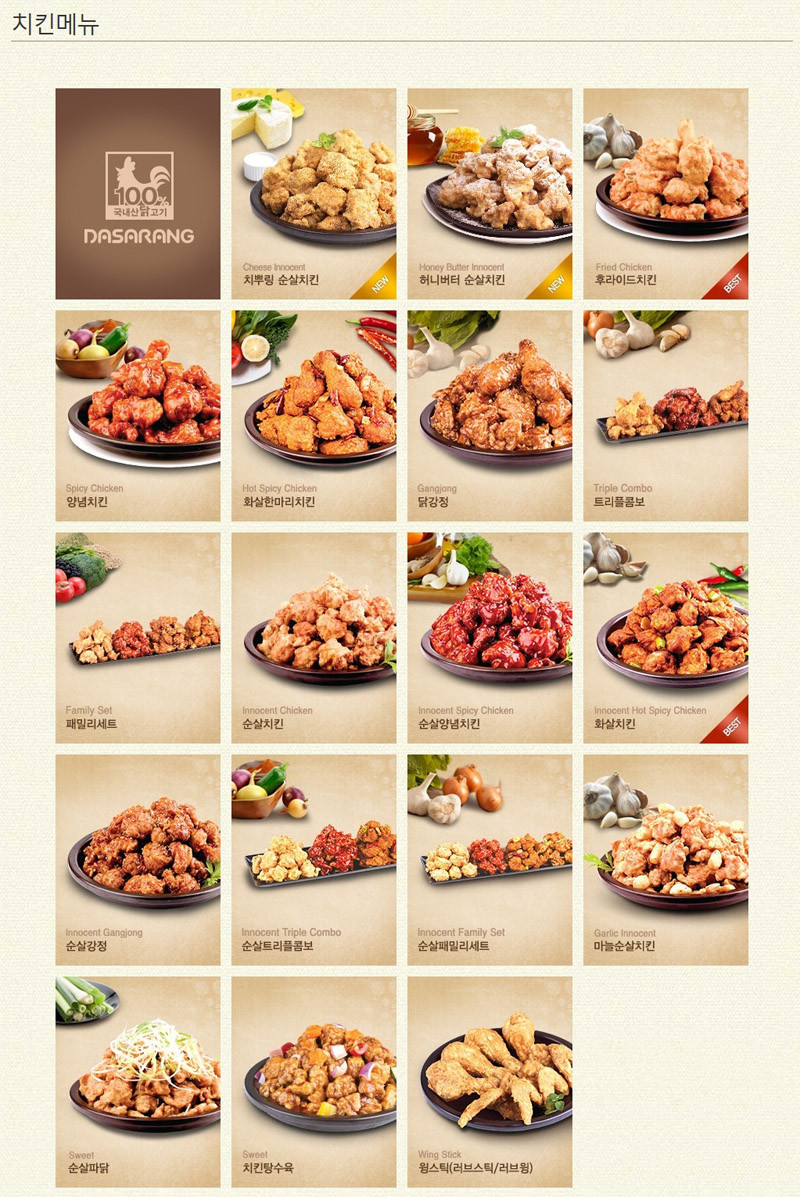 치킨메뉴
100%
국내산닭고기
DASARANG
Cheese Innocent
치뿌링 순살치킨
NEW
Honey Butter Innocent
허니버터 순살치킨
NEW
Fried Chicken
후라이드치킨
BEST
Spicy Chicken
양념치킨
Hot Spicy Chicken
화살한마리치킨
Gangjong
닭강정
Triple Combo
트리플콤보
Family Set
패밀리세트
Innocent Chicken
순살치킨
Innocent Spicy Chicken
순살양념치킨
Innocent Hot Spicy Chicken
화살치킨
BEST
Innocent Gangjong
순살강정
Innocent Triple Combo
순살트리플콤보
Innocent Family Set
순살패밀리세트
Garlic Innocent
마늘순살치킨
Sweet
순살파닭
Sweet
치킨탕수육
Wing Stick
윙스틱(러브스틱/러브윙)